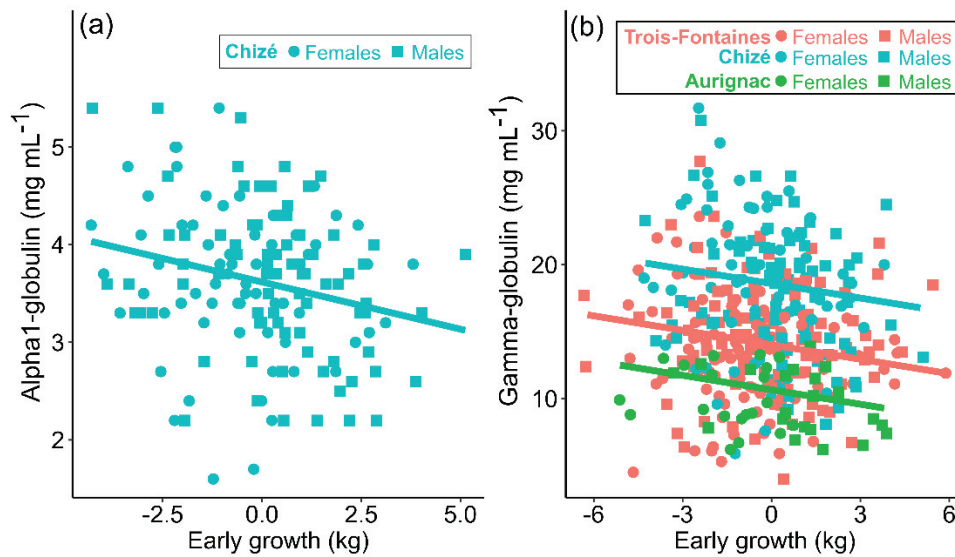 (a)
Chizé Females Males
Alpha1-globulin (mg mL⁻¹)
5
4
3
2
-2.5 0.0 2.5 5.0
Early growth (kg)
(b)
Trois-Fontaines Females Males
Chizé Females Males
Aurignac Females Males
Gamma-globulin (mg mL⁻¹)
30
20
10
-6 -3 0 3 6
Early growth (kg)